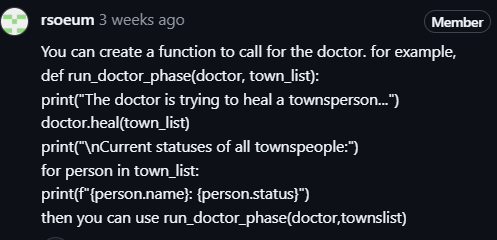 rsoeum 3 weeks ago Member
You can create a function to call for the doctor. for example,
def run_doctor_phase(doctor, town_list):
print("The doctor is trying to heal a townsperson...")
doctor.heal(town_list)
print("\nCurrent statuses of all townspeople:")
for person in town_list:
print(f"{person.name}: {person.status}")
then you can use run_doctor_phase(doctor,townslist)